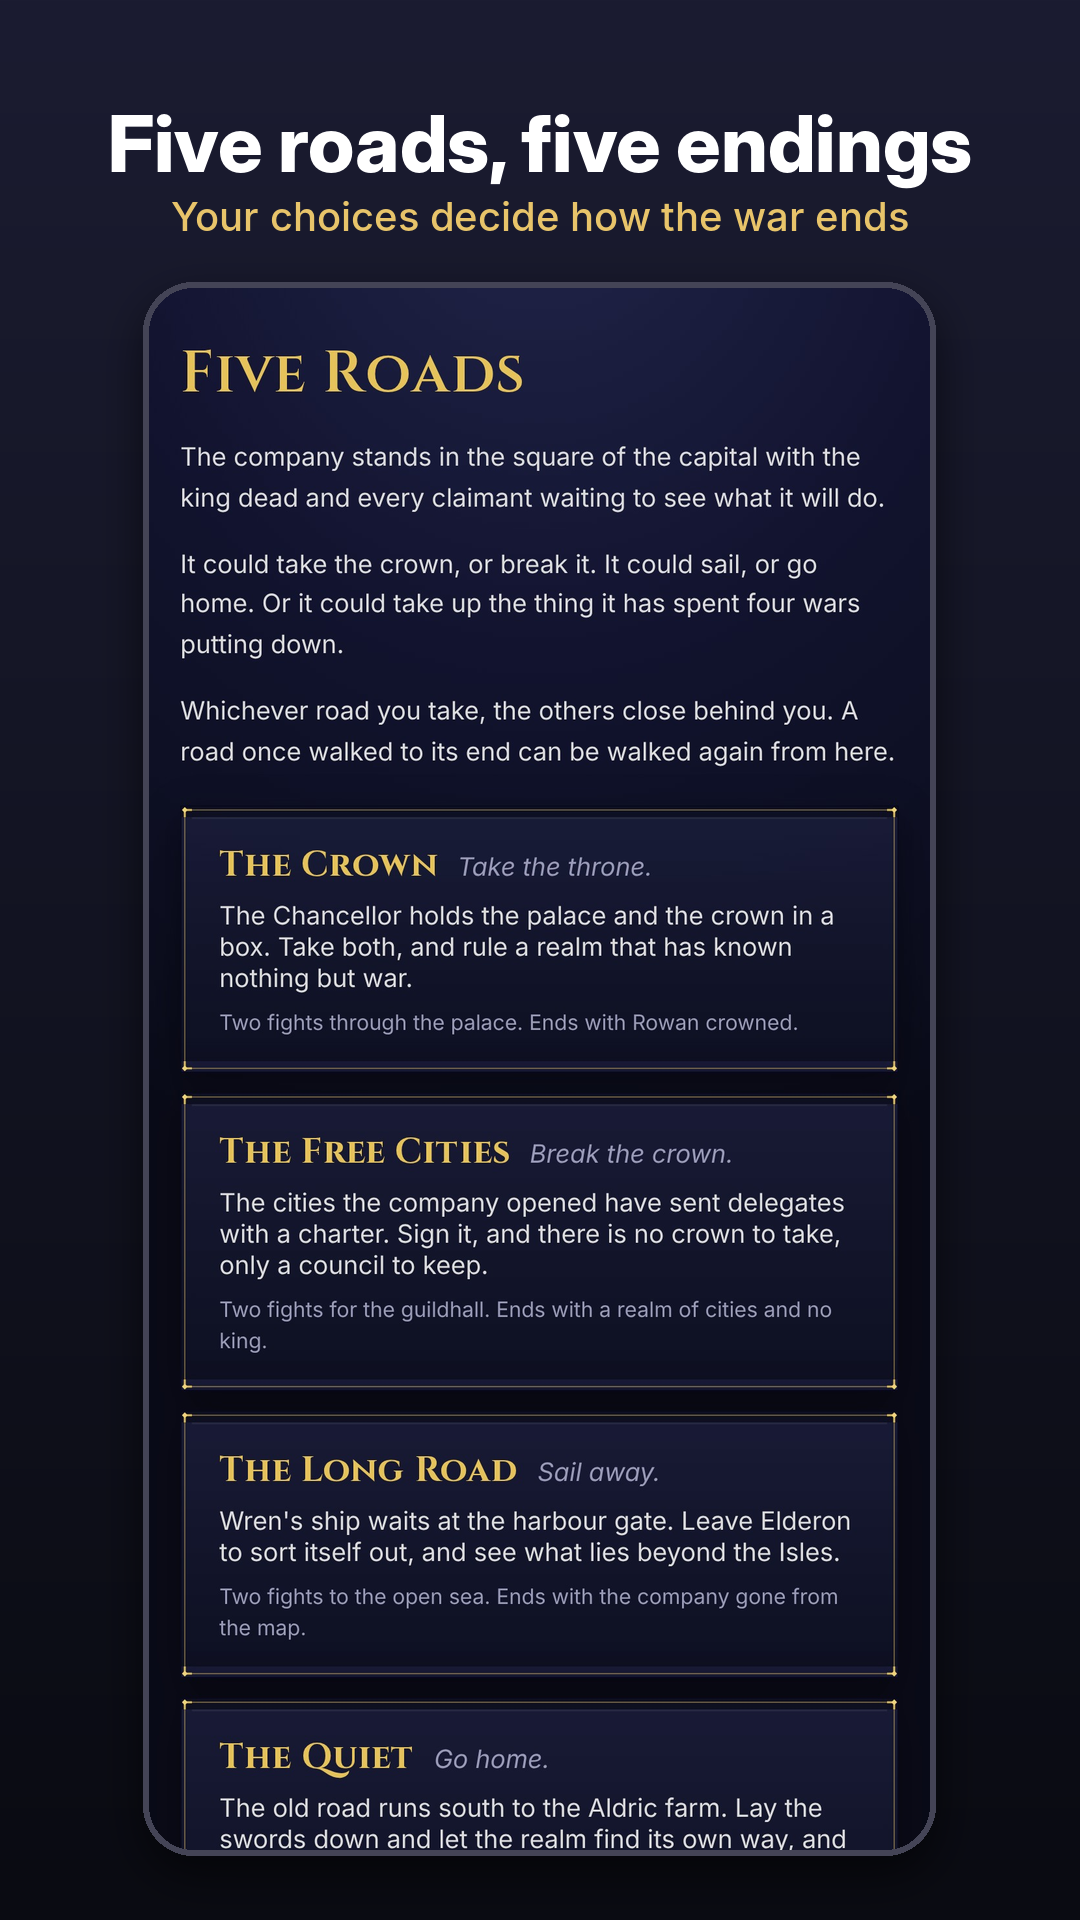 Five roads, five endings
Your choices decide how the war ends
Five Roads
The company stands in the square of the capital with the
king dead and every claimant waiting to see what it will do.
It could take the crown, or break it. It could sail, or go
home. Or it could take up the thing it has spent four wars
putting down.
Whichever road you take, the others close behind you. A
road once walked to its end can be walked again from here.
The Crown Take the throne.
The Chancellor holds the palace and the crown in a
box. Take both, and rule a realm that has known
nothing but war.
Two fights through the palace. Ends with Rowan crowned.
The Free Cities Break the crown.
The cities the company opened have sent delegates
with a charter. Sign it, and there is no crown to take,
only a council to keep.
Two fights for the guildhall. Ends with a realm of cities and no
king.
The Long Road Sail away.
Wren's ship waits at the harbour gate. Leave Elderon
to sort itself out, and see what lies beyond the Isles.
Two fights to the open sea. Ends with the company gone from
the map.
The Quiet Go home.
The old road runs south to the Aldric farm. Lay the
swords down and let the realm find its own way, and